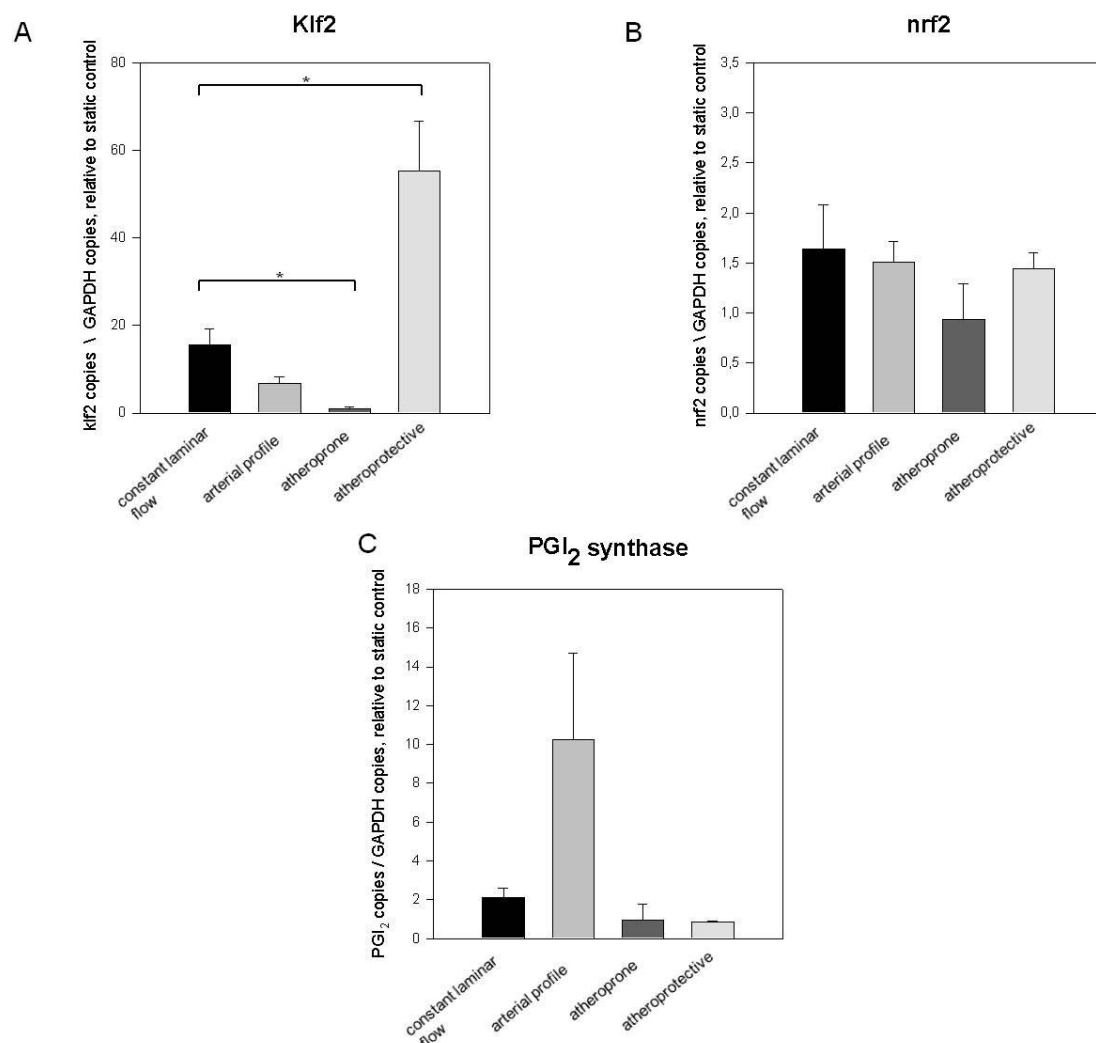 A
Klf2
klf2 copies \ GAPDH copies, relative to static control
80
60
40
20
0
*
*
constant laminar
flow
arterial profile
atheroprone
atheroprotective
B
nrf2
nrf2 copies \ GAPDH copies, relative to static control
3,5
3,0
2,5
2,0
1,5
1,0
0,5
0,0
constant laminar
flow
arterial profile
atheroprone
atheroprotective
C
PGI₂ synthase
PGI₂ copies / GAPDH copies, relative to static control
18
16
14
12
10
8
6
4
2
0
constant laminar
flow
arterial profile
atheroprone
atheroprotective